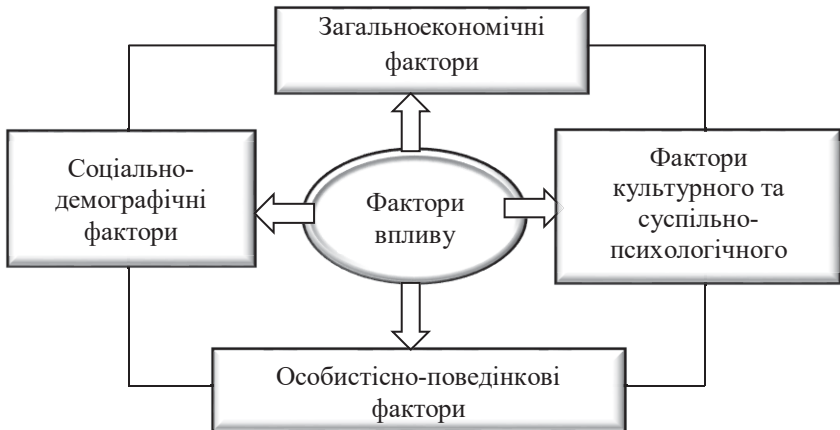 Загальноекономічні
фактори
Соціально-
демографічні
фактори
Фактори
впливу
Фактори
культурного та
суспільно-
психологічного
Особистісно-поведінкові
фактори